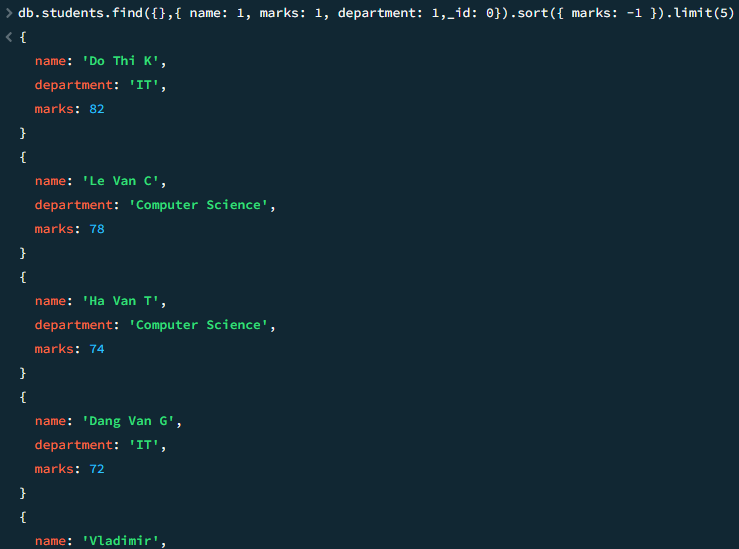 db.students.find({},{ name: 1, marks: 1, department: 1,_id: 0}).sort({ marks: -1 }).limit(5)
{
name: 'Do Thi K',
department: 'IT',
marks: 82
}
{
name: 'Le Van C',
department: 'Computer Science',
marks: 78
}
{
name: 'Ha Van T',
department: 'Computer Science',
marks: 74
}
{
name: 'Dang Van G',
department: 'IT',
marks: 72
}
{
name: 'Vladimir',